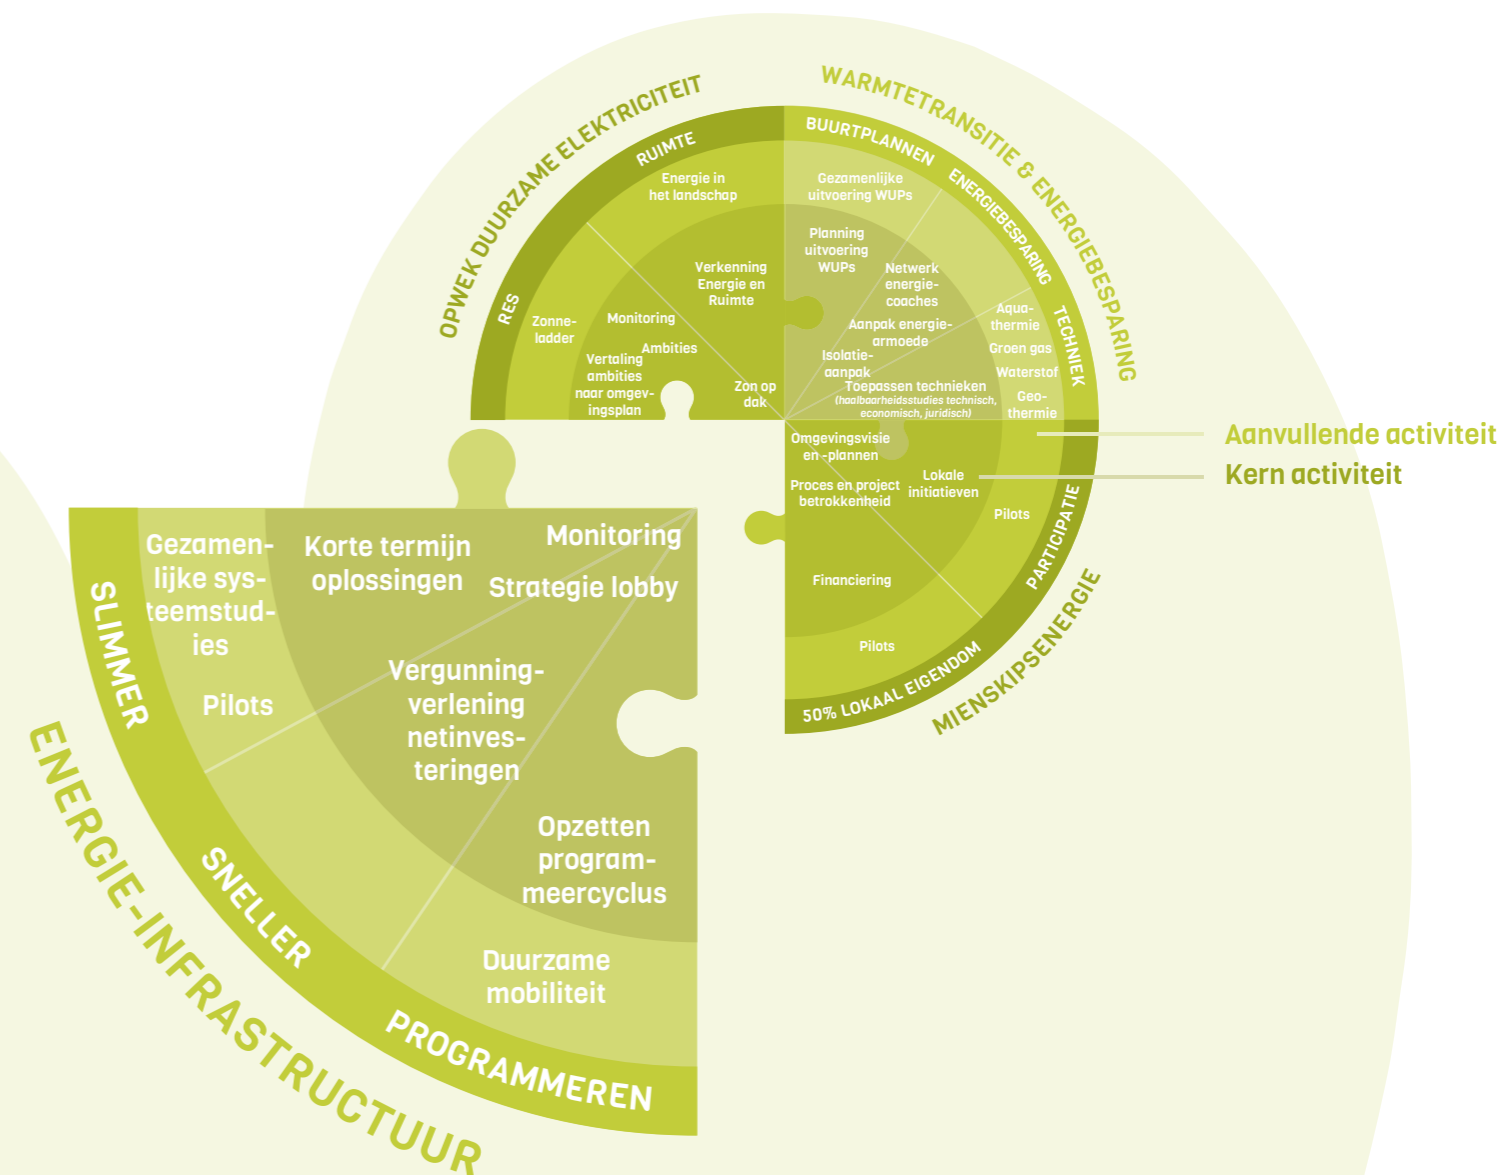 OPWEK DUURZAME ELEKTRICITEIT
RUIMTE
RES
Energie in
het landschap
Zonne-
ladder
Verkenning
Energie en
Ruimte
Monitoring
Ambities
Vertaling
ambities
naar omgev-
ingsplan
Zon op
dak
WARMTETRANSITIE & ENERGIEBESPARING
BUURTPLANNEN
ENERGIEBESPARING
TECHNIEK
Gezamenlijke
uitvoering WUPs
Planning
uitvoering
WUPs
Netwerk
energie-
coaches
Aanpak energie-
armoede
Isolatie-
aanpak
Aqua-
thermie
Groen gas
Waterstof
Geo-
thermie
Toepassen technieken
(haalbaarheidsstudies technisch,
economisch, juridisch)
Aanvullende activiteit
Kern activiteit
Omgevingsvisie
en -plannen
Proces en project
betrokkenheid
Lokale
initiatieven
Pilots
Financiering
Pilots
PARTICIPATIE
50% LOKAAL EIGENDOM
MIENSKIPSENERGIE
Gezamen-
lijke sys-
teemstud-
ies
Pilots
Korte termijn
oplossingen
Monitoring
Strategie lobby
Vergunning-
verlening
netinves-
teringen
Opzetten
program-
meercyclus
Duurzame
mobiliteit
SLIMMER
SNELLER
PROGRAMMEREN
ENERGIE-INFRASTRUCTUUR